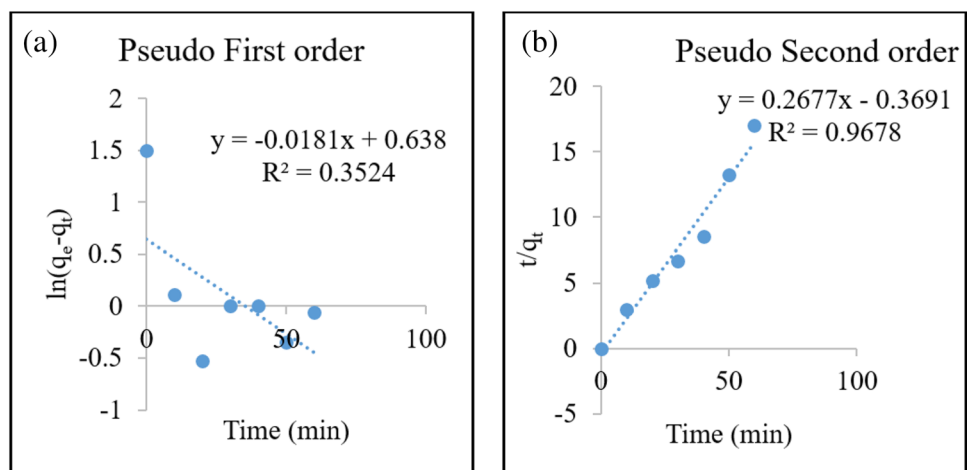 (a)
Pseudo First order
y = -0.0181x + 0.638
R² = 0.3524
2
1.5
1
0.5
0
-0.5
-1
0
50
100
ln(qₑ-qₜ)
Time (min)
(b)
Pseudo Second order
y = 0.2677x - 0.3691
R² = 0.9678
20
15
10
5
0
-5
0
50
100
t/qₜ
Time (min)